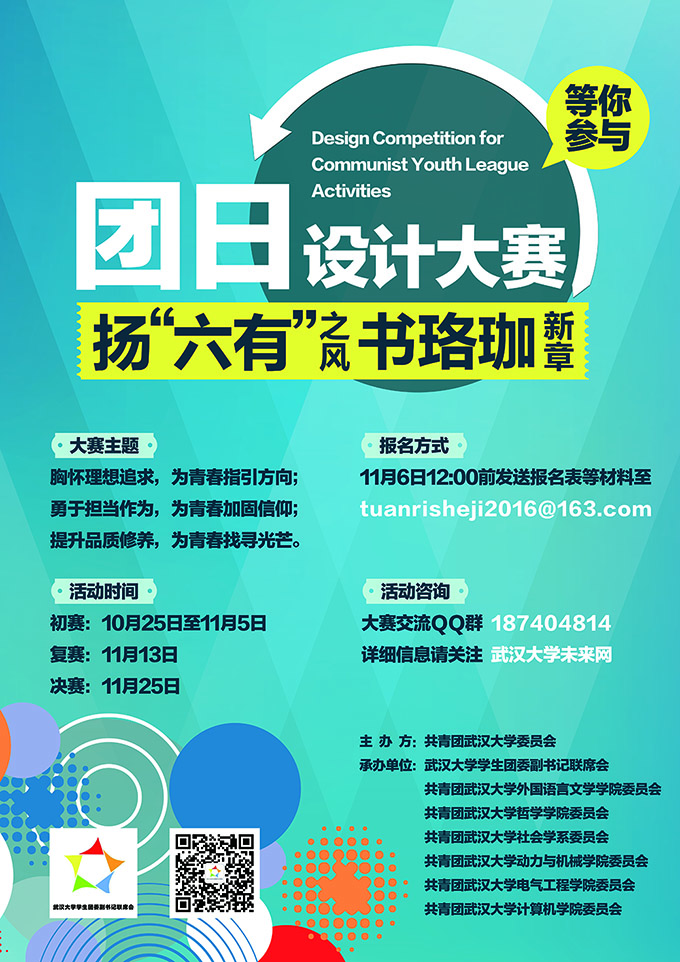 等你
参与
Design Competition for
Communist Youth League
Activities
团日设计大赛
扬“六有”之风 书珞珈新章
大赛主题
胸怀理想追求，为青春指引方向；
勇于担当作为，为青春加固信仰；
提升品质修养，为青春找寻光芒。
报名方式
11月6日12:00前发送报名表等材料至
tuanrisheji2016@163.com
活动时间
初赛：10月25日至11月5日
复赛：11月13日
决赛：11月25日
活动咨询
大赛交流QQ群 187404814
详细信息请关注 武汉大学未来网
主 办 方：共青团武汉大学委员会
承办单位：武汉大学学生团委副书记联席会
共青团武汉大学外国语言文学学院委员会
共青团武汉大学哲学学院委员会
共青团武汉大学社会学系委员会
共青团武汉大学动力与机械学院委员会
共青团武汉大学电气工程学院委员会
共青团武汉大学计算机学院委员会
武汉大学学生团委副书记联席会